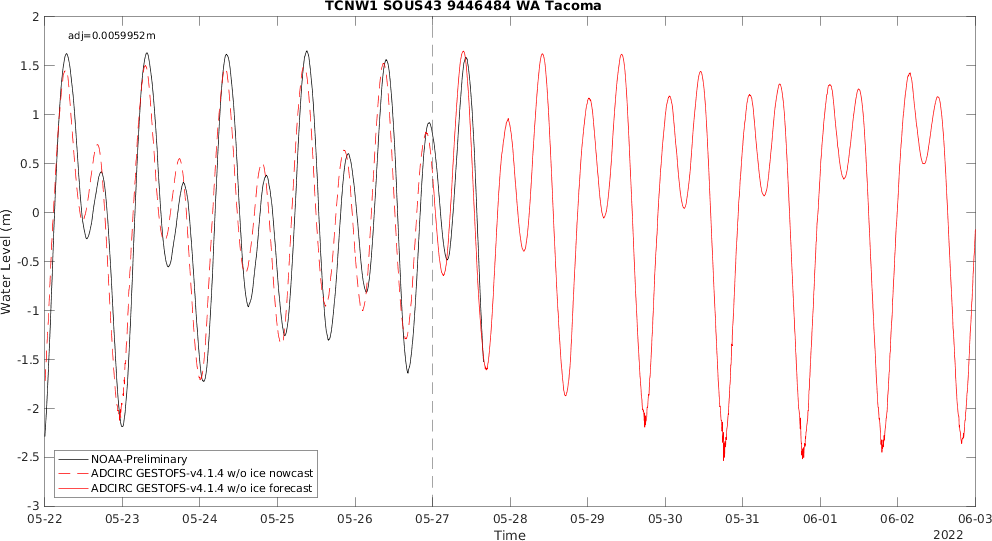 TCNW1 SOUS43 9446484 WA Tacoma
adj=0.0059952m
2
1.5
1
0.5
0
-0.5
-1
-1.5
-2
-2.5
-3
Water Level (m)
NOAA-Preliminary
ADCIRC GESTOFS-v4.1.4 w/o ice nowcast
ADCIRC GESTOFS-v4.1.4 w/o ice forecast
05-22 05-23 05-24 05-25 05-26 05-27 05-28 05-29 05-30 05-31 06-01 06-02 06-03
Time
2022